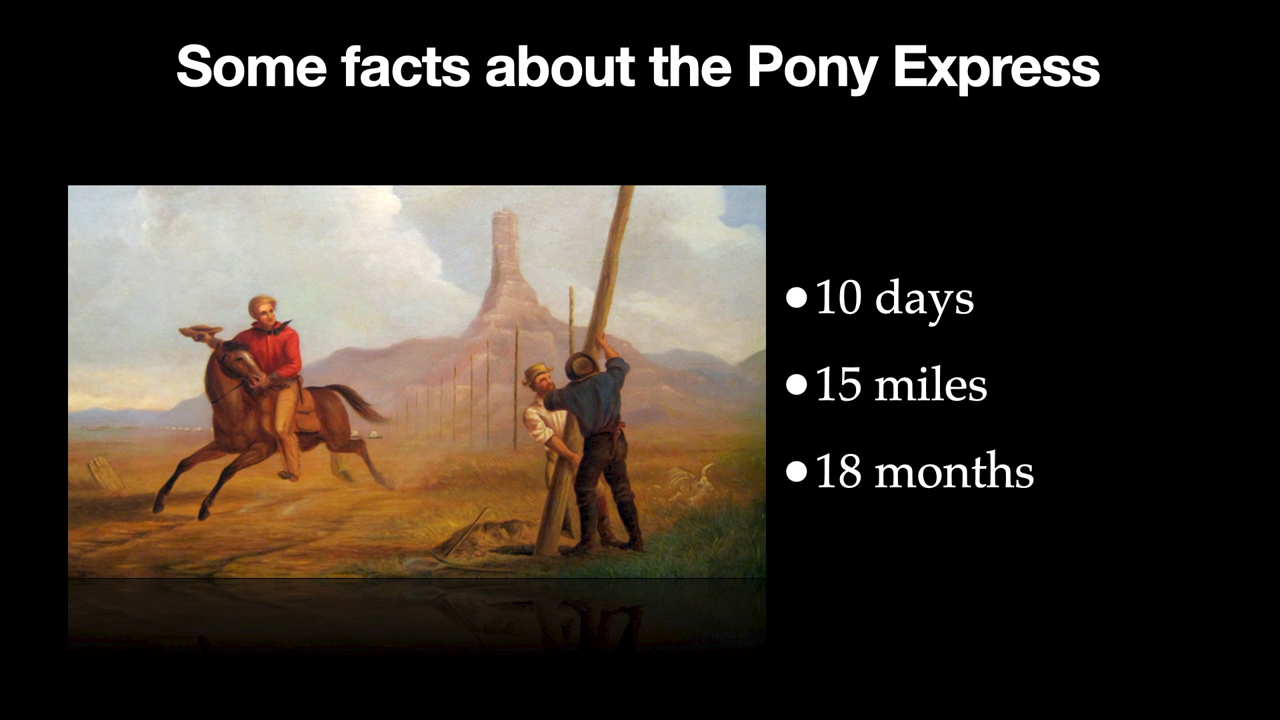 Some facts about the Pony Express
•10 days
•15 miles
•18 months